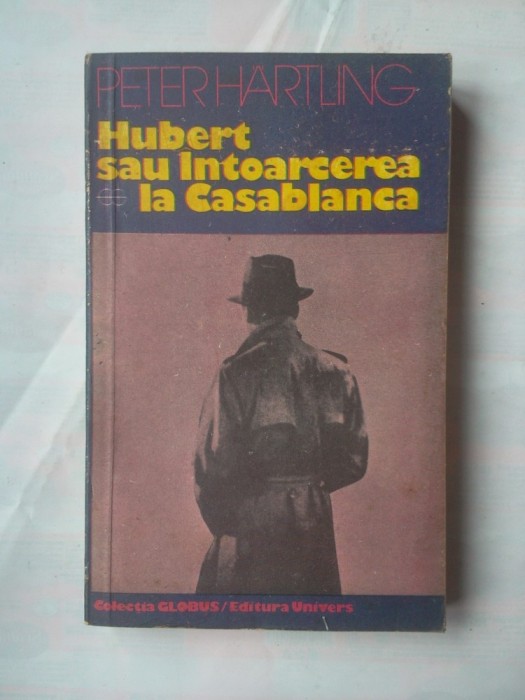 PETER HÄRTLING
Hubert
sau Intoarcerea
la Casablanca
Colecția GLOBUS/Editura Univers